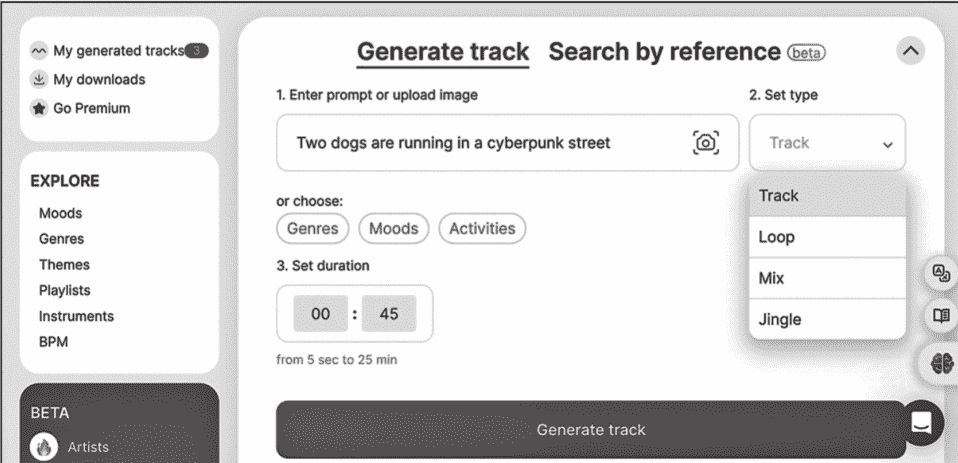 My generated tracks 3
My downloads
Go Premium
EXPLORE
Moods
Genres
Themes
Playlists
Instruments
BPM
BETA
Artists
Generate track Search by reference beta
1. Enter prompt or upload image
Two dogs are running in a cyberpunk street
or choose:
Genres Moods Activities
3. Set duration
00 : 45
from 5 sec to 25 min
2. Set type
Track
Track
Loop
Mix
Jingle
Generate track